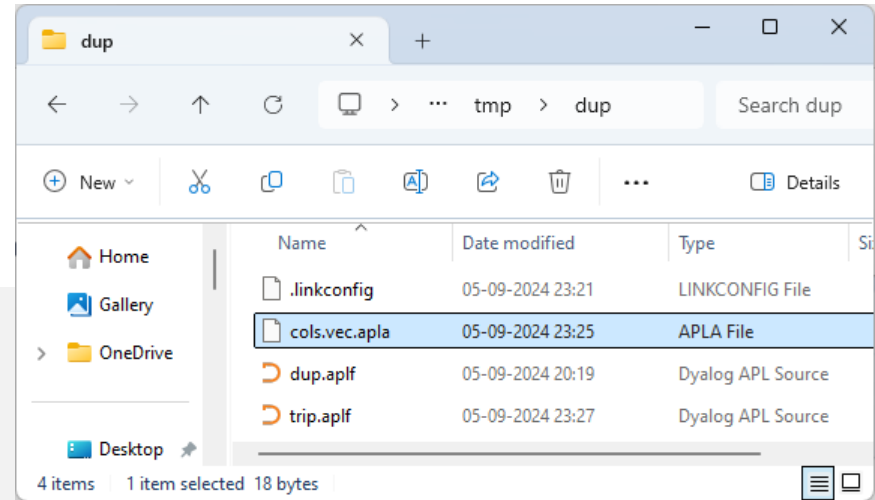 dup
tmp > dup
Search dup
New
Details
Name Date modified Type
Home
Gallery
OneDrive
Desktop
.linkconfig 05-09-2024 23:21 LINKCONFIG File
cols.vec.apla 05-09-2024 23:25 APLA File
dup.aplf 05-09-2024 20:19 Dyalog APL Source
trip.aplf 05-09-2024 23:27 Dyalog APL Source
4 items 1 item selected 18 bytes